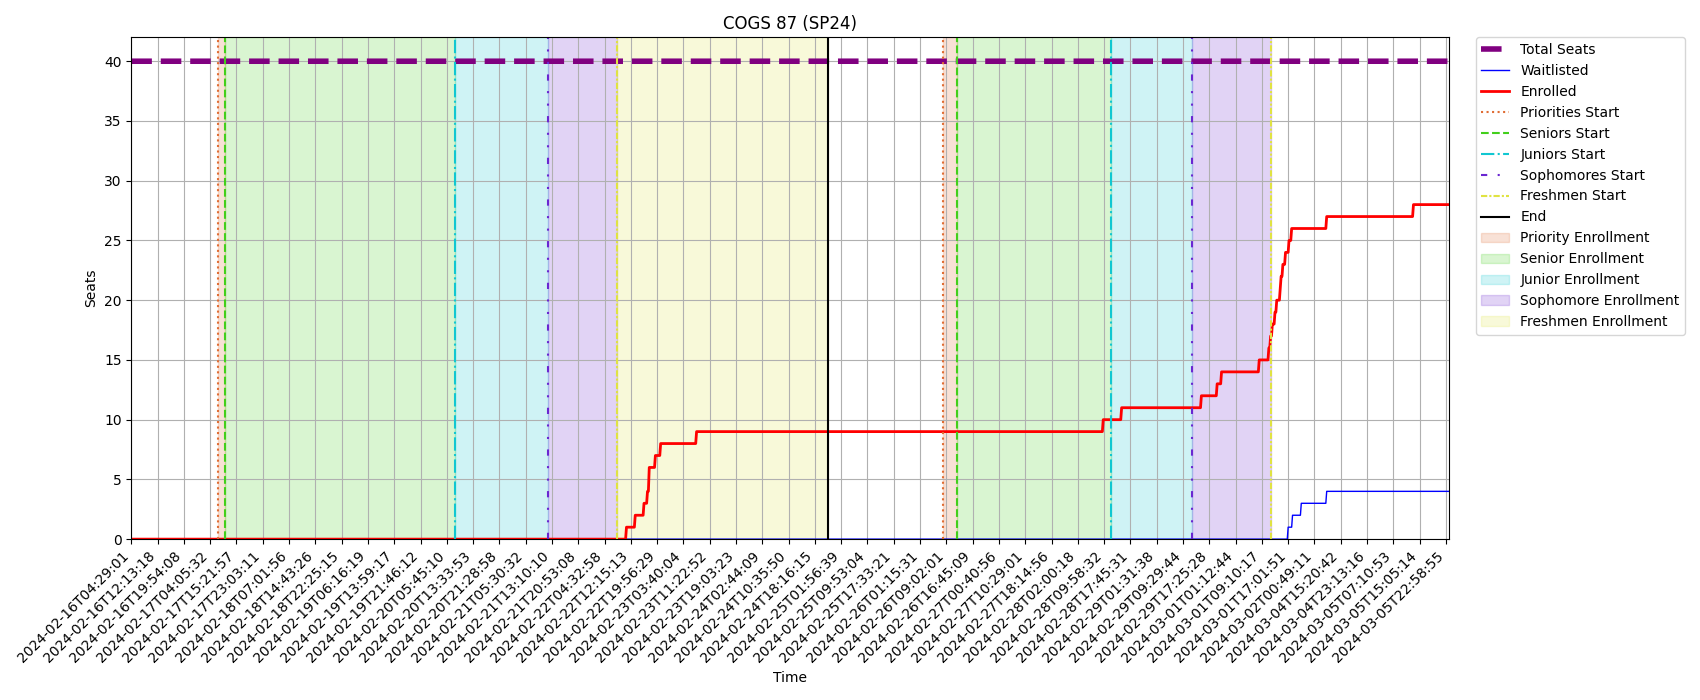 COGS 87 (SP24)
Seats
40
35
30
25
20
15
10
5
0
2024-02-16T04:29:01
2024-02-16T12:13:18
2024-02-16T19:54:08
2024-02-17T04:05:32
2024-02-17T15:21:57
2024-02-17T23:03:11
2024-02-18T07:01:56
2024-02-18T14:43:26
2024-02-18T22:25:15
2024-02-19T06:16:19
2024-02-19T13:59:17
2024-02-19T21:46:12
2024-02-20T05:45:10
2024-02-20T13:33:53
2024-02-20T21:28:58
2024-02-21T05:30:32
2024-02-21T13:10:10
2024-02-21T20:53:08
2024-02-22T04:32:58
2024-02-22T12:15:13
2024-02-22T19:56:29
2024-02-23T03:40:04
2024-02-23T11:22:52
2024-02-23T19:03:23
2024-02-24T02:44:09
2024-02-24T10:35:50
2024-02-24T18:16:15
2024-02-25T01:56:39
2024-02-25T09:53:04
2024-02-25T17:33:21
2024-02-26T01:15:31
2024-02-26T09:02:01
2024-02-26T16:45:09
2024-02-27T00:40:56
2024-02-27T10:29:01
2024-02-27T18:14:56
2024-02-28T02:00:18
2024-02-28T09:58:32
2024-02-28T17:45:31
2024-02-29T01:31:38
2024-02-29T09:29:44
2024-02-29T17:25:28
2024-03-01T01:12:44
2024-03-01T09:10:17
2024-03-01T17:01:51
2024-03-02T00:49:11
2024-03-04T15:20:42
2024-03-04T23:13:16
2024-03-05T07:10:53
2024-03-05T15:05:14
2024-03-05T22:58:55
Time
Total Seats
Waitlisted
Enrolled
Priorities Start
Seniors Start
Juniors Start
Sophomores Start
Freshmen Start
End
Priority Enrollment
Senior Enrollment
Junior Enrollment
Sophomore Enrollment
Freshmen Enrollment